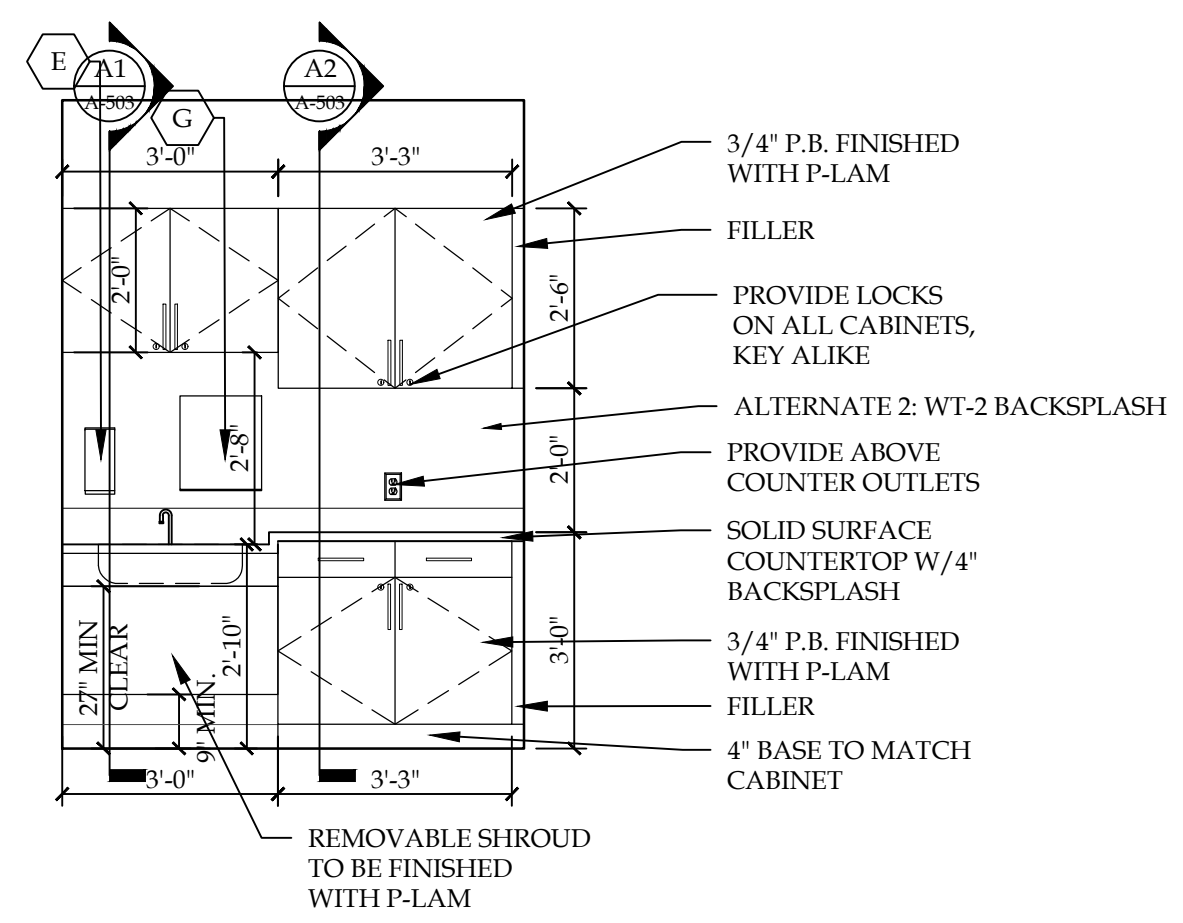 E
A1
A-503
G
A2
A-503
3'-0"
3'-3"
3/4" P.B. FINISHED
WITH P-LAM
FILLER
2'-0"
2'-6"
PROVIDE LOCKS
ON ALL CABINETS,
KEY ALIKE
ALTERNATE 2: WT-2 BACKSPLASH
2'-8"
2'-0"
PROVIDE ABOVE
COUNTER OUTLETS
SOLID SURFACE
COUNTERTOP W/4"
BACKSPLASH
27" MIN
CLEAR
9" MIN.
2'-10"
3'-0"
3/4" P.B. FINISHED
WITH P-LAM
FILLER
4" BASE TO MATCH
CABINET
3'-0"
3'-3"
REMOVABLE SHROUD
TO BE FINISHED
WITH P-LAM